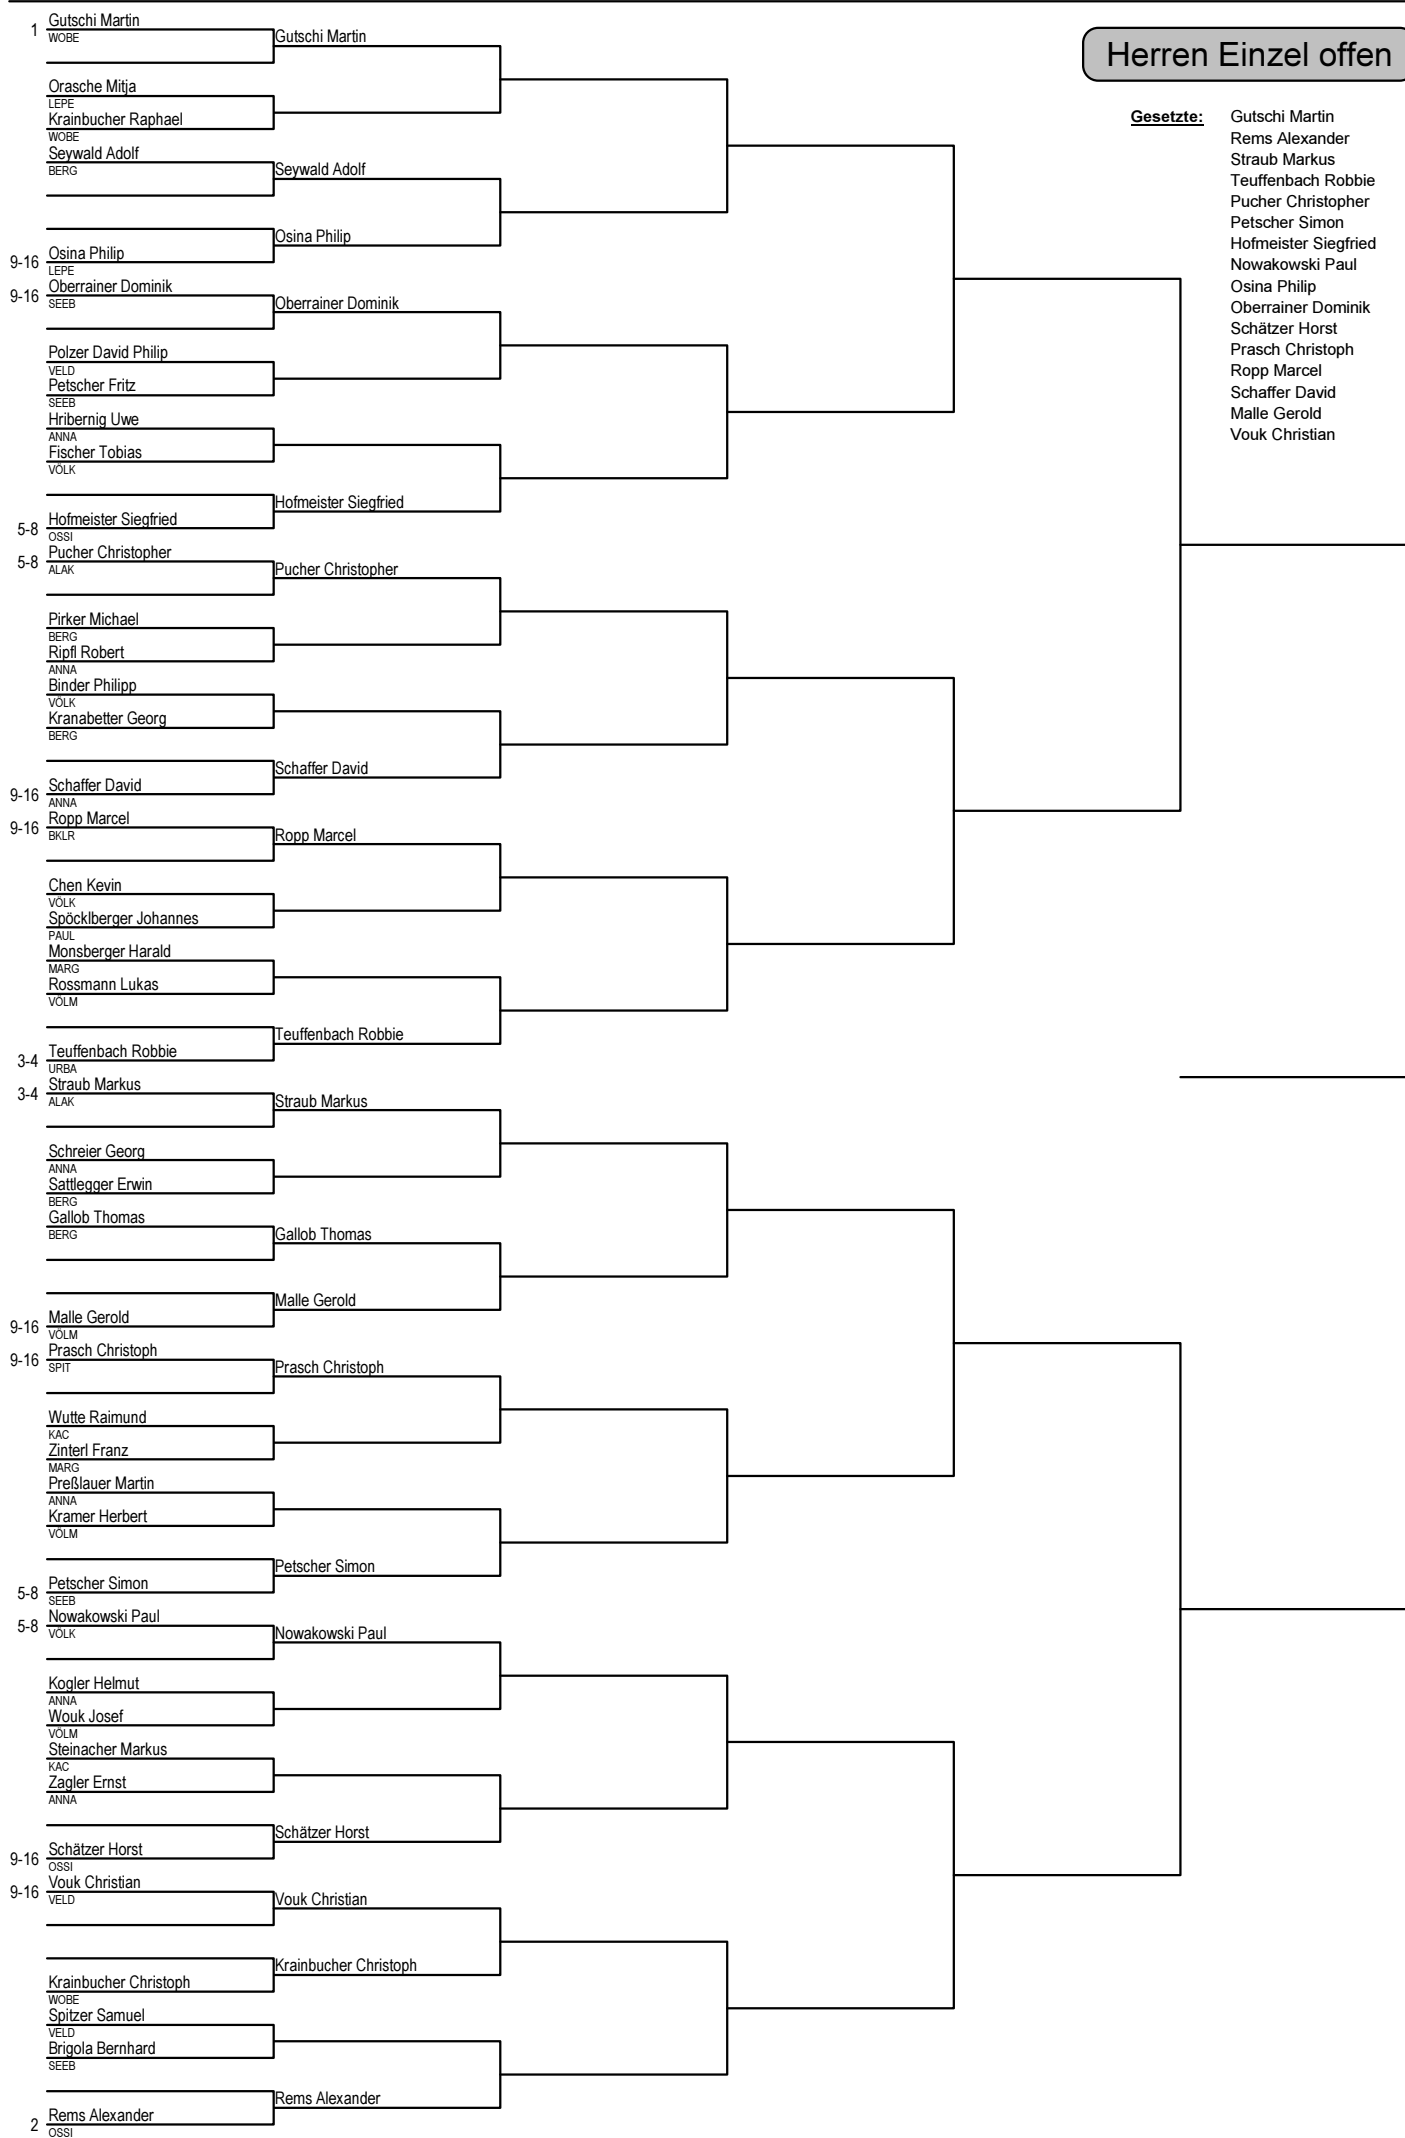 Herren Einzel offen
Gesetzte: Gutschi Martin
Rems Alexander
Straub Markus
Teuffenbach Robbie
Pucher Christopher
Petscher Simon
Hofmeister Siegfried
Nowakowski Paul
Osina Philip
Oberrainer Dominik
Schätzer Horst
Prasch Christoph
Ropp Marcel
Schaffer David
Malle Gerold
Vouk Christian
1 Gutschi Martin
WOBE
Gutschi Martin
Orasche Mitja
LEPE
Krainbucher Raphael
WOBE
Seywald Adolf
BERG
Seywald Adolf
Osina Philip
9-16 Osina Philip
LEPE
9-16 Oberrainer Dominik
SEEB
Oberrainer Dominik
Polzer David Philip
VELD
Petscher Fritz
SEEB
Hribernig Uwe
ANNA
Fischer Tobias
VÖLK
Hofmeister Siegfried
5-8 Hofmeister Siegfried
OSSI
5-8 Pucher Christopher
ALAK
Pucher Christopher
Pirker Michael
BERG
Ripfl Robert
ANNA
Binder Philipp
VÖLK
Kranabetter Georg
BERG
Schaffer David
9-16 Schaffer David
ANNA
9-16 Ropp Marcel
BKLR
Ropp Marcel
Chen Kevin
VÖLK
Spöcklberger Johannes
PAUL
Monsberger Harald
MARG
Rossmann Lukas
VÖLM
Teuffenbach Robbie
3-4 Teuffenbach Robbie
URBA
3-4 Straub Markus
ALAK
Straub Markus
Schreier Georg
ANNA
Sattlegger Erwin
BERG
Gallob Thomas
BERG
Gallob Thomas
Malle Gerold
9-16 Malle Gerold
VÖLM
9-16 Prasch Christoph
SPIT
Prasch Christoph
Wutte Raimund
KAC
Zinterl Franz
MARG
Preßlauer Martin
ANNA
Kramer Herbert
VÖLM
Petscher Simon
5-8 Petscher Simon
SEEB
5-8 Nowakowski Paul
VÖLK
Nowakowski Paul
Kogler Helmut
ANNA
Wouk Josef
VÖLM
Steinacher Markus
KAC
Zagler Ernst
ANNA
Schätzer Horst
9-16 Schätzer Horst
OSSI
9-16 Vouk Christian
VELD
Vouk Christian
Krainbucher Christoph
Krainbucher Christoph
WOBE
Spitzer Samuel
VELD
Brigola Bernhard
SEEB
Rems Alexander
2 Rems Alexander
OSSI